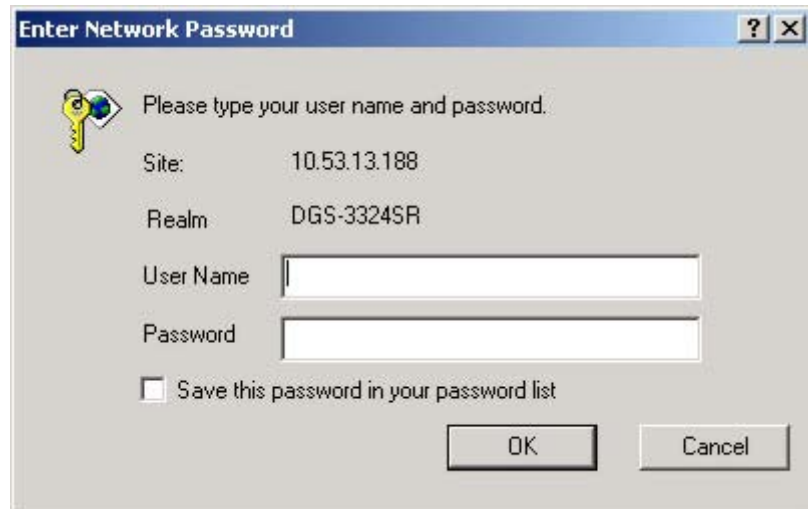 Enter Network Password
Please type your user name and password.
Site: 10.53.13.188
Realm DGS-3324SR
User Name
Password
Save this password in your password list
OK Cancel